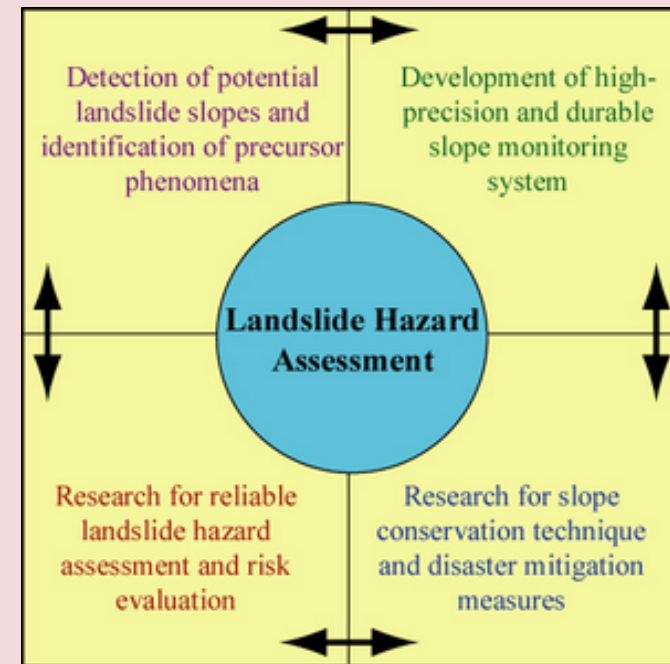 Detection of potential
landslide slopes and
identification of precursor
phenomena
Development of high-
precision and durable
slope monitoring
system
Landslide Hazard
Assessment
Research for reliable
landslide hazard
assessment and risk
evaluation
Research for slope
conservation technique
and disaster mitigation
measures